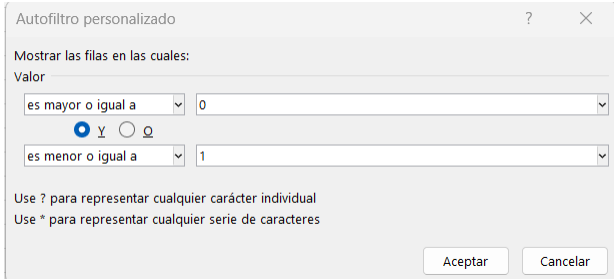 Autofiltro personalizado ? ×
Mostrar las filas en las cuales:
Valor
es mayor o igual a 0
Y O
es menor o igual a 1
Use ? para representar cualquier carácter individual
Use * para representar cualquier serie de caracteres
Aceptar Cancelar